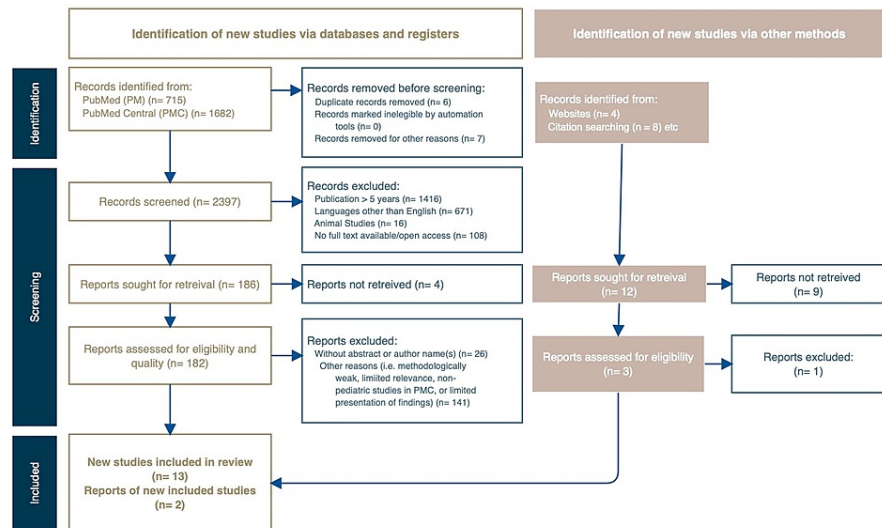 Identification of new studies via databases and registers
Identification of new studies via other methods
Identification
Records identified from:
PubMed (PM) (n= 715)
PubMed Central (PMC) (n= 1682)
Records removed before screening:
Duplicate records removed (n= 6)
Records marked inelegible by automation
tools (n= 0)
Records removed for other reasons (n= 7)
Records identified from:
Websites (n= 4)
Citation searching (n = 8) etc
Screening
Records screened (n= 2397)
Records excluded:
Publication > 5 years (n= 1416)
Languages other than English (n= 671)
Animal Studies (n= 16)
No full text available/open access (n= 108)
Reports sought for retreival (n= 186)
Reports not retreived (n= 4)
Reports sought for retreival
(n= 12)
Reports not retreived
(n= 9)
Reports assessed for eligibility and
quality (n= 182)
Reports excluded:
Without abstract or author name(s) (n= 26)
Other reasons (i.e. methodologically
weak, limiited relevance, non-
pediatric studies in PMC, or limited
presentation of findings) (n= 141)
Reports assessed for eligibility
(n= 3)
Reports excluded:
(n= 1)
Included
New studies included in review
(n= 13)
Reports of new included studies
(n= 2)